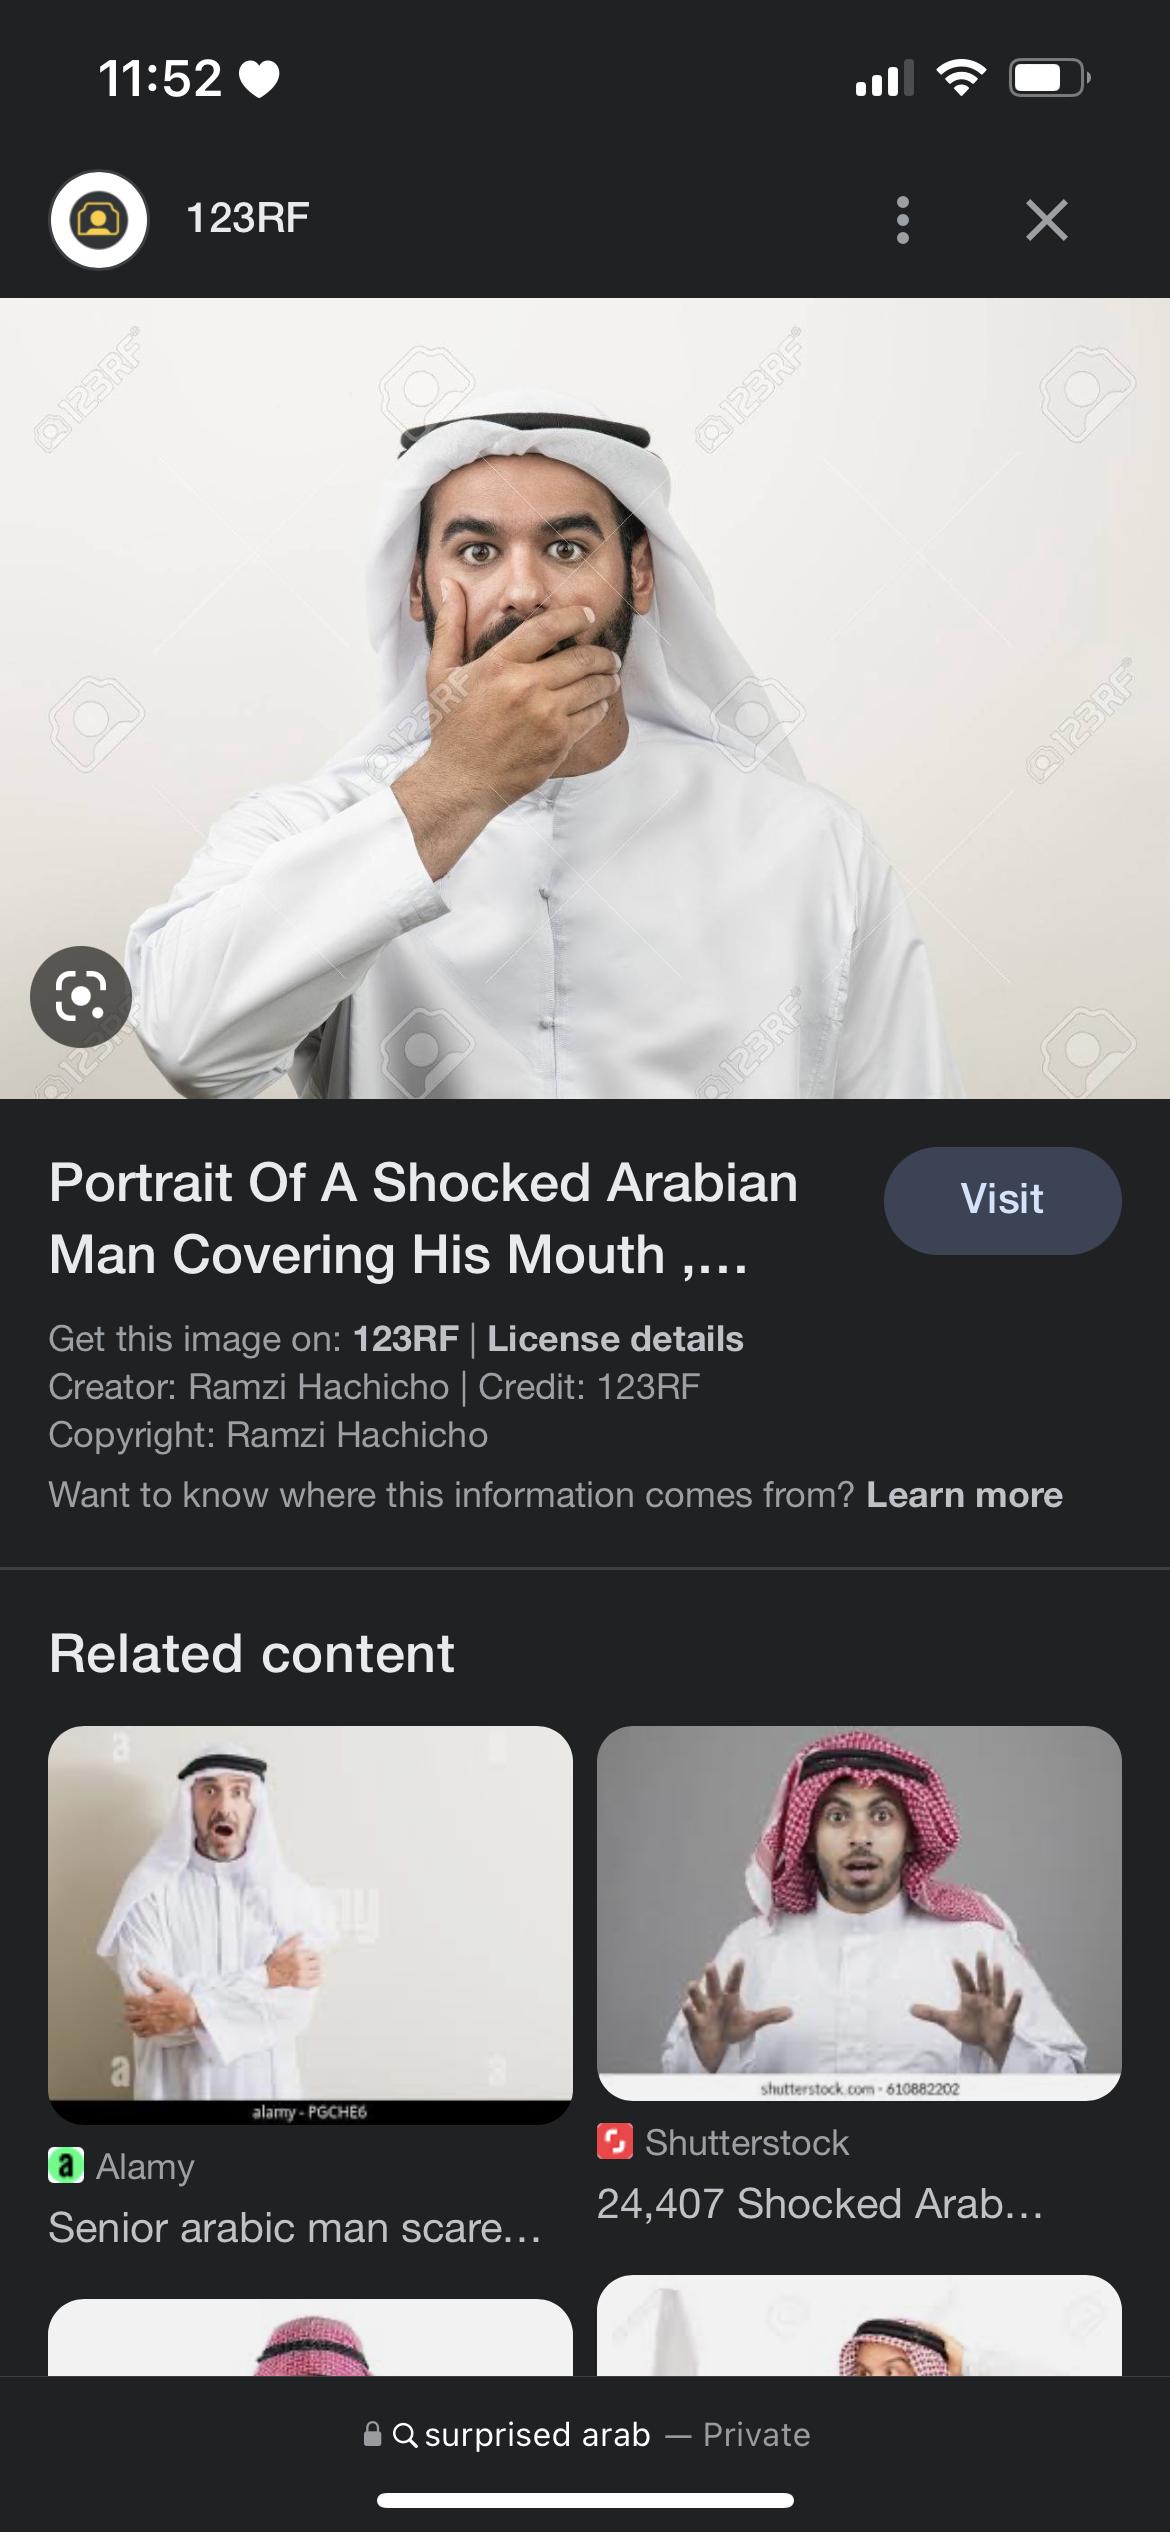 11:52
123RF
@123RF
@123RF
@123RF
@123RF
@123RF
@123RF
Portrait Of A Shocked Arabian
Man Covering His Mouth ,...
Visit
Get this image on: 123RF | License details
Creator: Ramzi Hachicho | Credit: 123RF
Copyright: Ramzi Hachicho
Want to know where this information comes from? Learn more
Related content
a
a
a
alamy - PGCHE6
shutterstock.com • 610882202
a Alamy
Shutterstock
Senior arabic man scare...
24,407 Shocked Arab...
surprised arab — Private